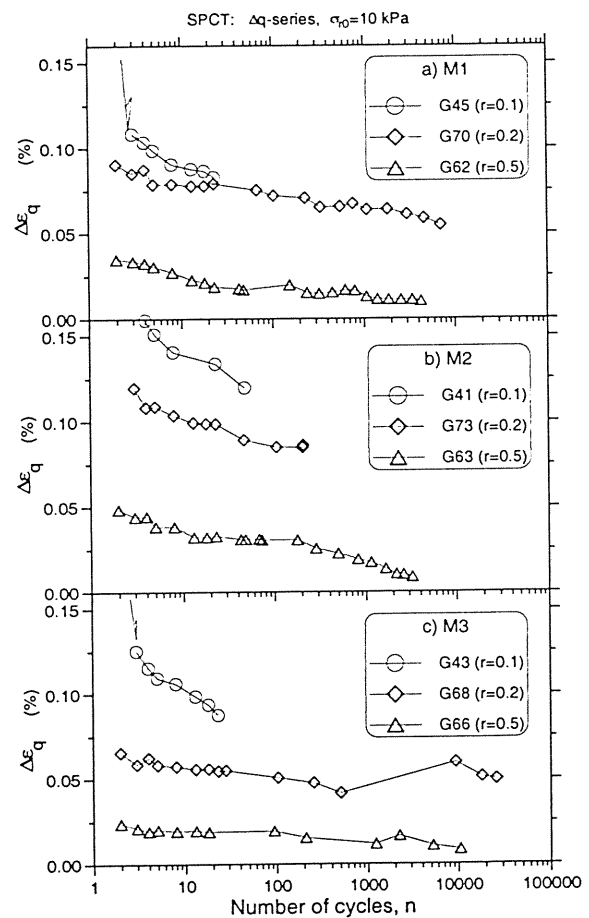 SPCT: Δq-series, σr0=10 kPa
0.15
a) M1
G45 (r=0.1)
G70 (r=0.2)
G62 (r=0.5)
(%)
0.10
Δεq
0.05
0.00
0.15
b) M2
G41 (r=0.1)
G73 (r=0.2)
G63 (r=0.5)
(%)
0.10
Δεq
0.05
0.00
0.15
c) M3
G43 (r=0.1)
G68 (r=0.2)
G66 (r=0.5)
(%)
0.10
Δεq
0.05
0.00
1 10 100 1000 10000 100000
Number of cycles, n